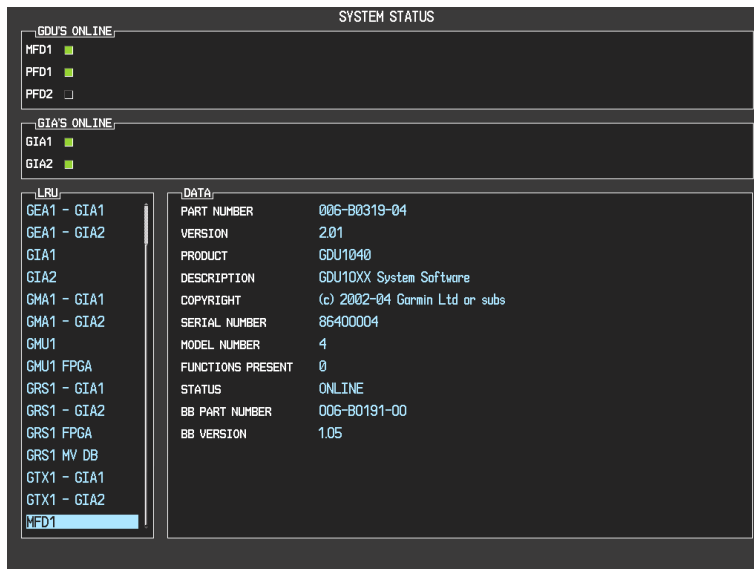 SYSTEM STATUS
GDU'S ONLINE
MFD1
PFD1
PFD2
GIA'S ONLINE
GIA1
GIA2
LRU
GEA1 - GIA1
GEA1 - GIA2
GIA1
GIA2
GMA1 - GIA1
GMA1 - GIA2
GMU1
GMU1 FPGA
GRS1 - GIA1
GRS1 - GIA2
GRS1 FPGA
GRS1 MV DB
GTX1 - GIA1
GTX1 - GIA2
MFD1
DATA
PART NUMBER 006-B0319-04
VERSION 2.01
PRODUCT GDU1040
DESCRIPTION GDU10XX System Software
COPYRIGHT (c) 2002-04 Garmin Ltd or subs
SERIAL NUMBER 86400004
MODEL NUMBER 4
FUNCTIONS PRESENT 0
STATUS ONLINE
BB PART NUMBER 006-B0191-00
BB VERSION 1.05